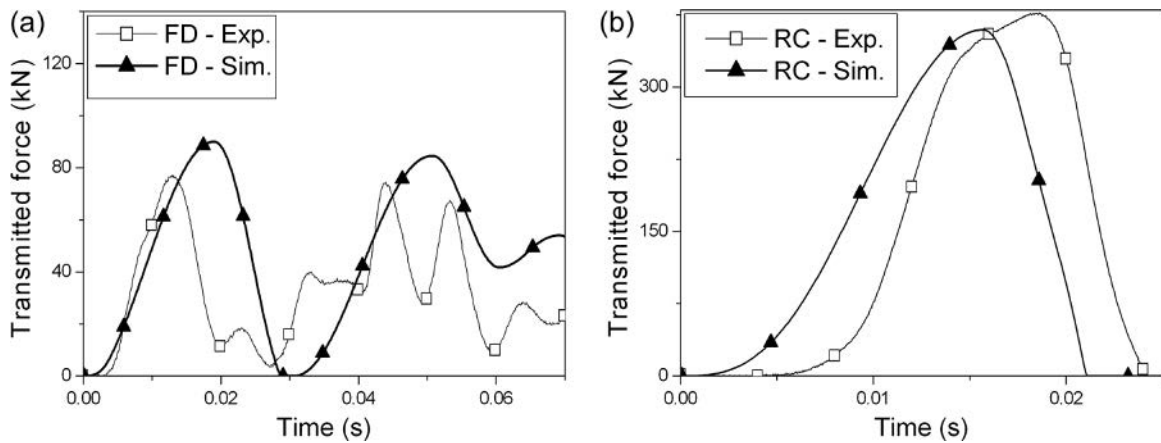 (a)
FD - Exp.
FD - Sim.
120
80
40
0
Transmitted force (kN)
0.00 0.02 0.04 0.06
Time (s)
(b)
RC - Exp.
RC - Sim.
300
150
0
Transmitted force (kN)
0.00 0.01 0.02
Time (s)